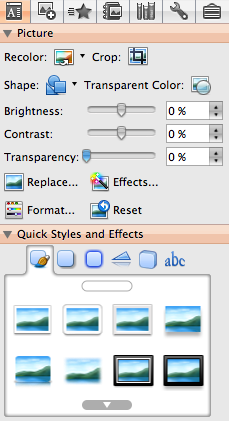 A
Picture
Recolor: Crop:
Shape: Transparent Color:
Brightness: 0 %
Contrast: 0 %
Transparency: 0 %
Replace... Effects...
Format... Reset
Quick Styles and Effects
abc